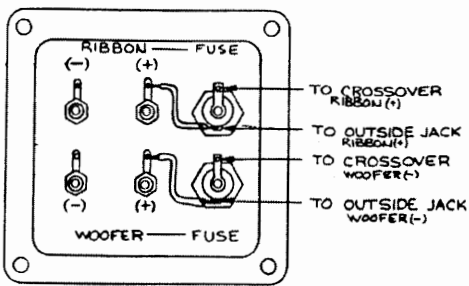 RIBBON — FUSE
(-) (+)
TO CROSSOVER
RIBBON (+)
TO OUTSIDE JACK
RIBBON (+)
TO CROSSOVER
WOOFER (-)
(-) (+)
TO OUTSIDE JACK
WOOFER (-)
WOOFER — FUSE